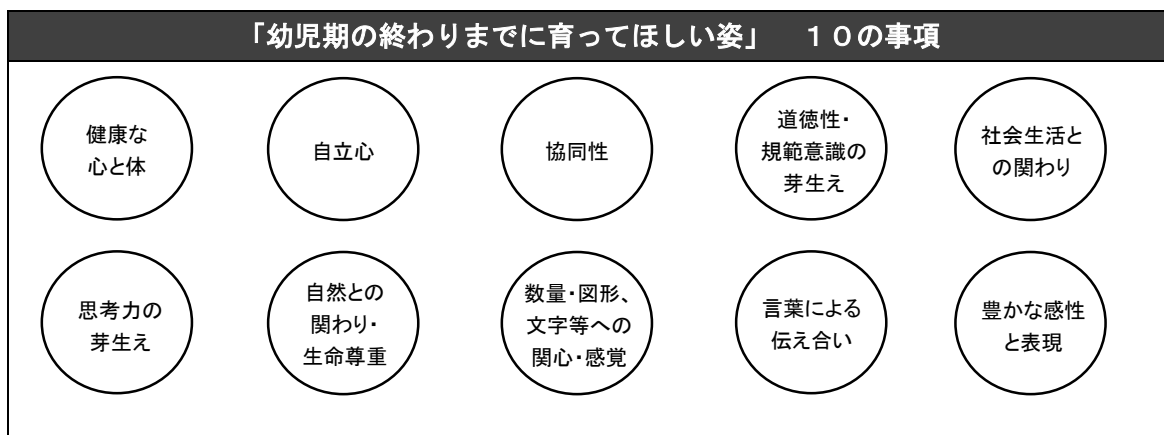 「幼児期の終わりまでに育ってほしい姿」　１０の事項
健康な
心と体
自立心
協同性
道徳性・
規範意識の
芽生え
社会生活と
の関わり
思考力の
芽生え
自然との
関わり・
生命尊重
数量・図形、
文字等への
関心・感覚
言葉による
伝え合い
豊かな感性
と表現